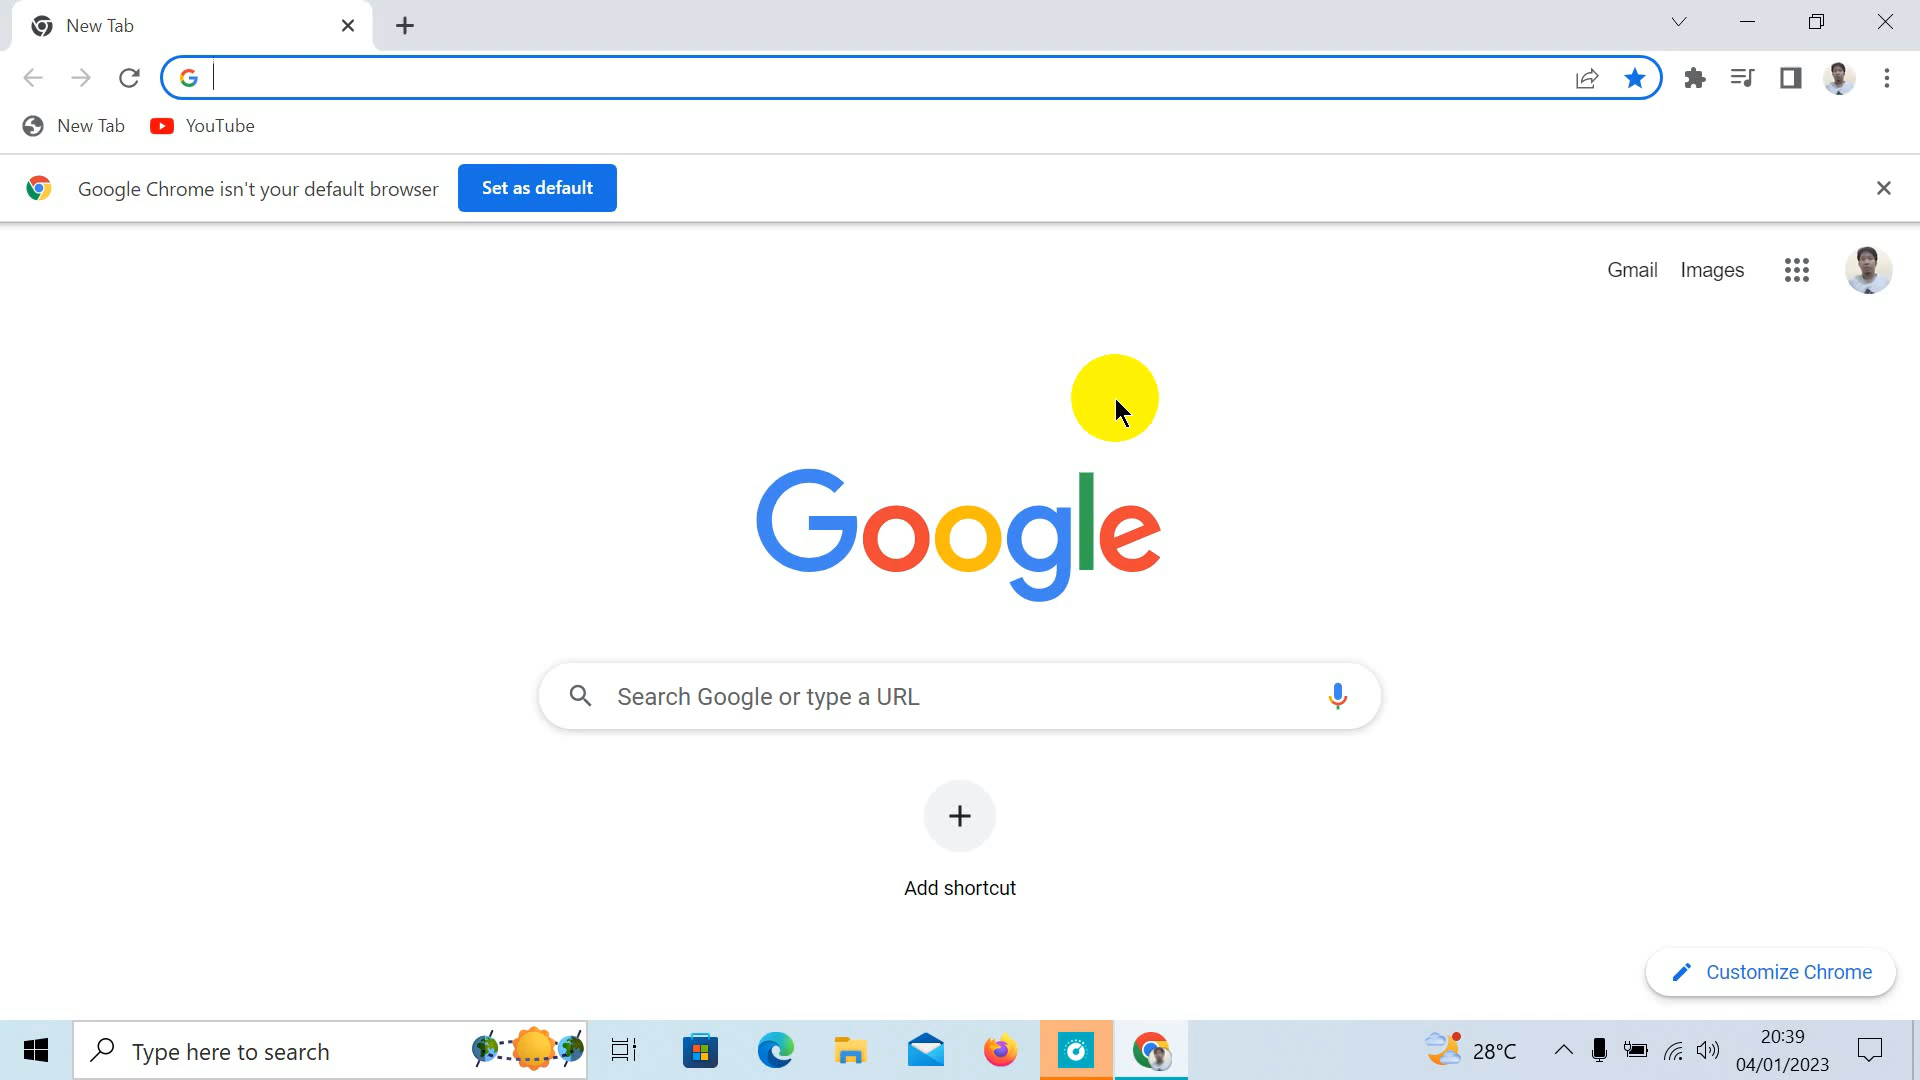 New Tab
New Tab
YouTube
Google Chrome isn't your default browser
Set as default
Gmail
Images
Google
Search Google or type a URL
Add shortcut
Customize Chrome
Type here to search
28°C
20:39
04/01/2023